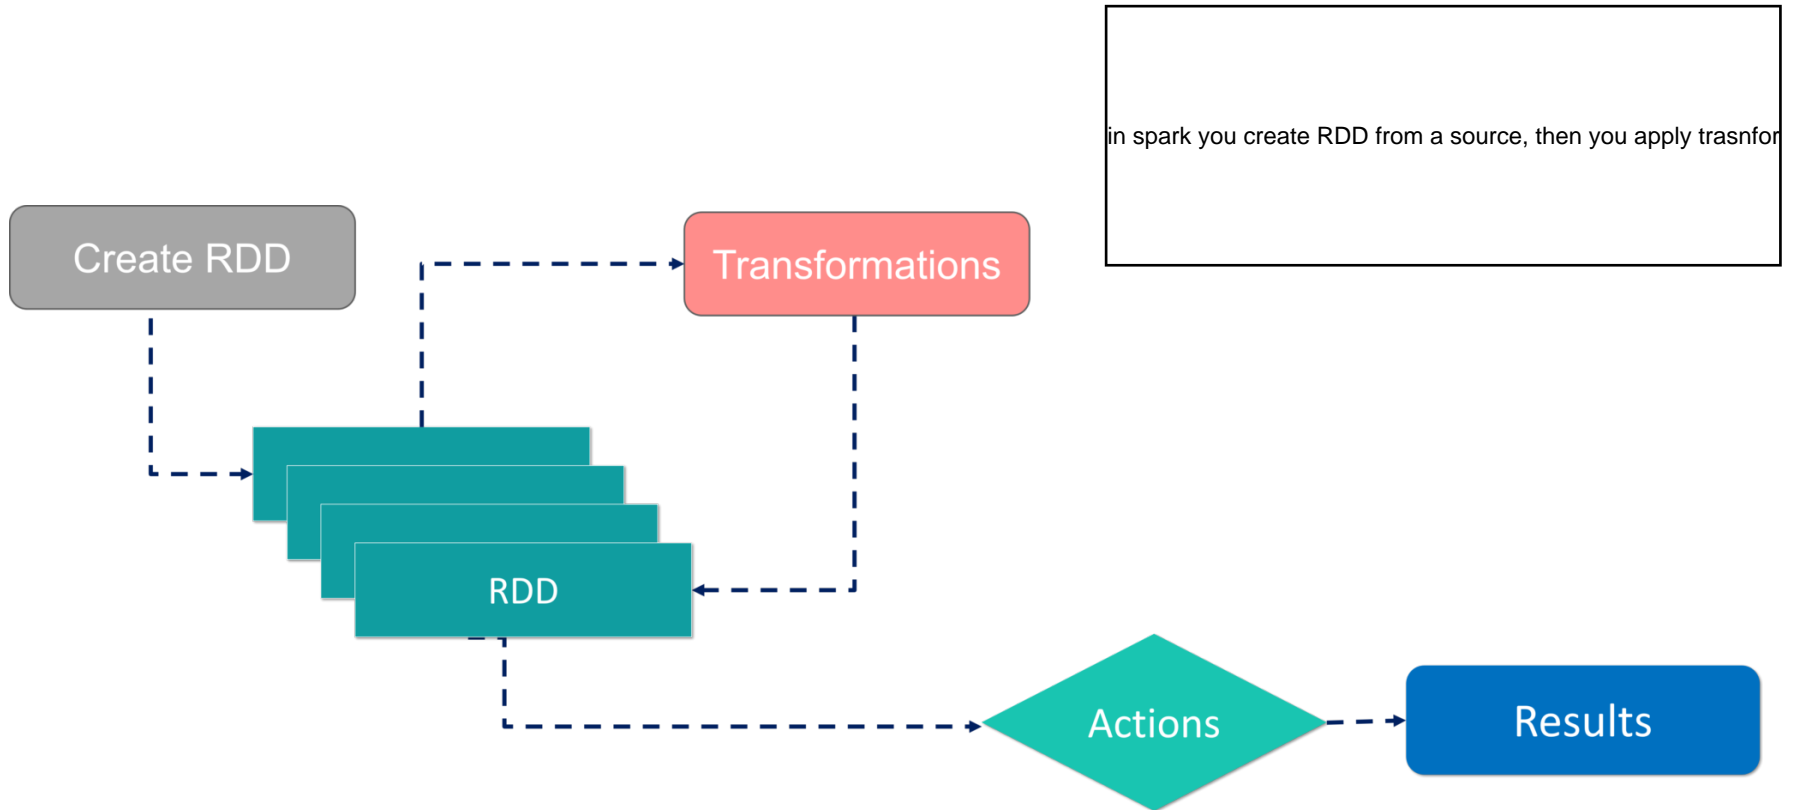 in spark you create RDD from a source, then you apply trasnfor
Create RDD
Transformations
RDD
Actions
Results